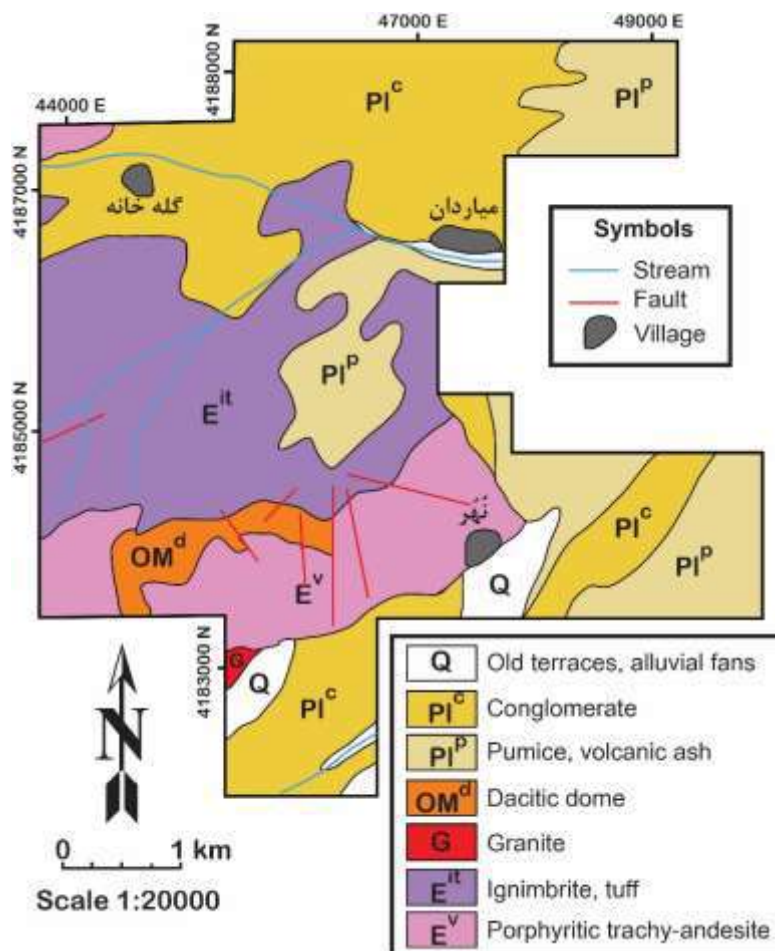 47000 E
49000 E
44000 E
4188000 N
Pl^c
Pl^p
4187000 N
گله خانه
میاردان
Symbols
Stream
Fault
Village
Pl^p
E^it
4185000 N
نَهَر
OM^d
E^v
Pl^c
Q
Pl^p
4183000 N
G
Q
Pl^c
N
0 1 km
Scale 1:20000
Q Old terraces, alluvial fans
Pl^c Conglomerate
Pl^p Pumice, volcanic ash
OM^d Dacitic dome
G Granite
E^it Ignimbrite, tuff
E^v Porphyritic trachy-andesite